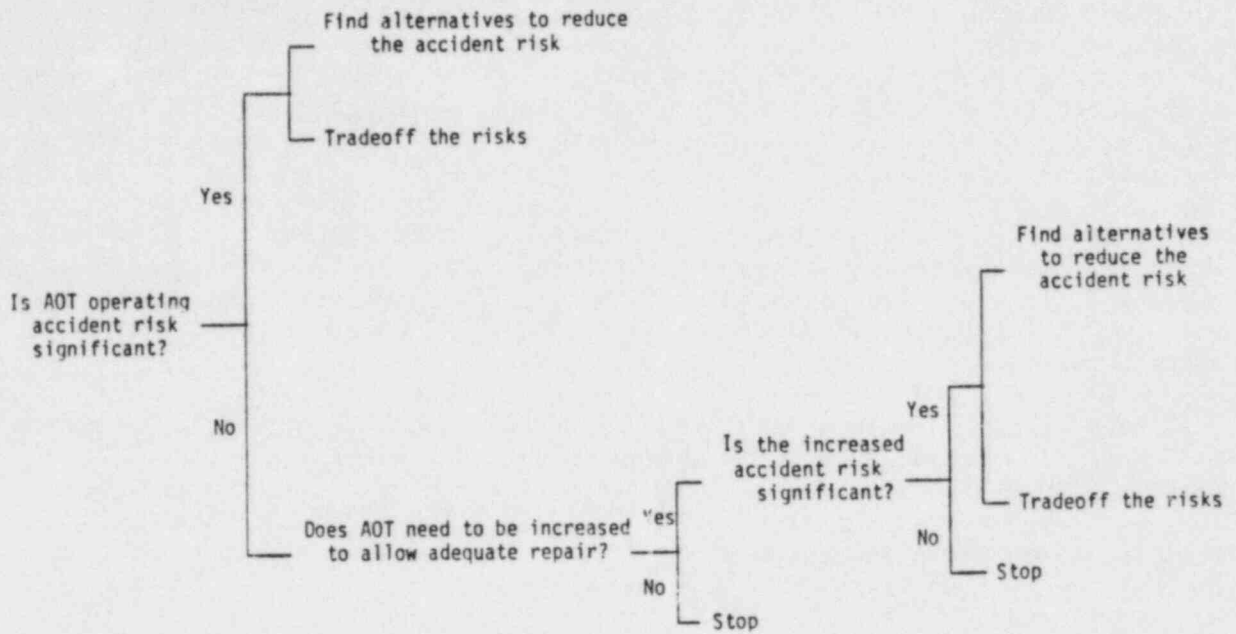 Find alternatives to reduce
the accident risk
Tradeoff the risks
Yes
Is AOT operating
accident risk
significant?
No
Does AOT need to be increased
to allow adequate repair?
Yes
No
Stop
Is the increased
accident risk
significant?
Yes
No
Find alternatives
to reduce the
accident risk
Tradeoff the risks
Stop